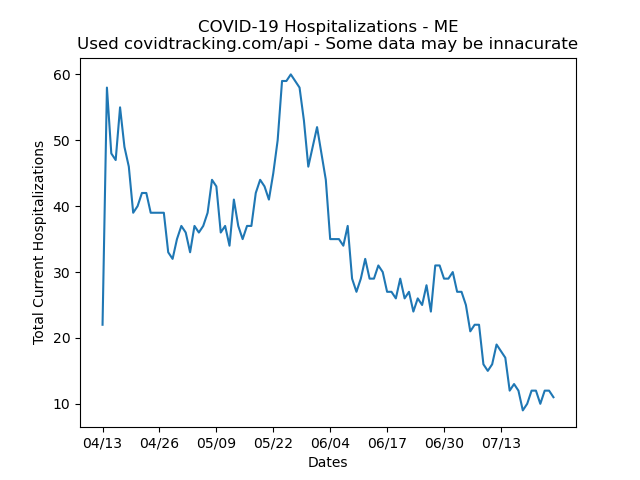 COVID-19 Hospitalizations - ME
Used covidtracking.com/api - Some data may be innacurate
60
50
40
30
20
10
Total Current Hospitalizations
04/13 04/26 05/09 05/22 06/04 06/17 06/30 07/13
Dates